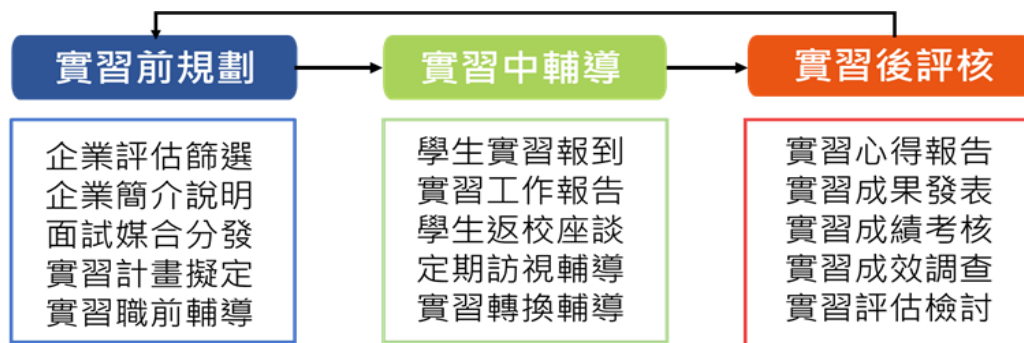 實習前規劃
企業評估篩選
企業簡介說明
面試媒合分發
實習計畫擬定
實習職前輔導
實習中輔導
學生實習報到
實習工作報告
學生返校座談
定期訪視輔導
實習轉換輔導
實習後評核
實習心得報告
實習成果發表
實習成績考核
實習成效調查
實習評估檢討